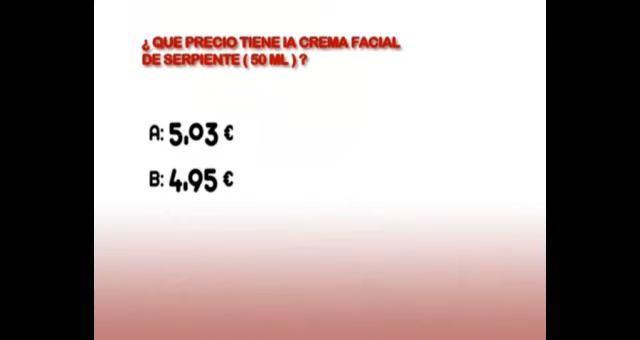 ¿ QUE PRECIO TIENE lA CREMA FACIAL
DE SERPIENTE ( 50 ML ) ?
A: 5,03 €
B: 4,95 €